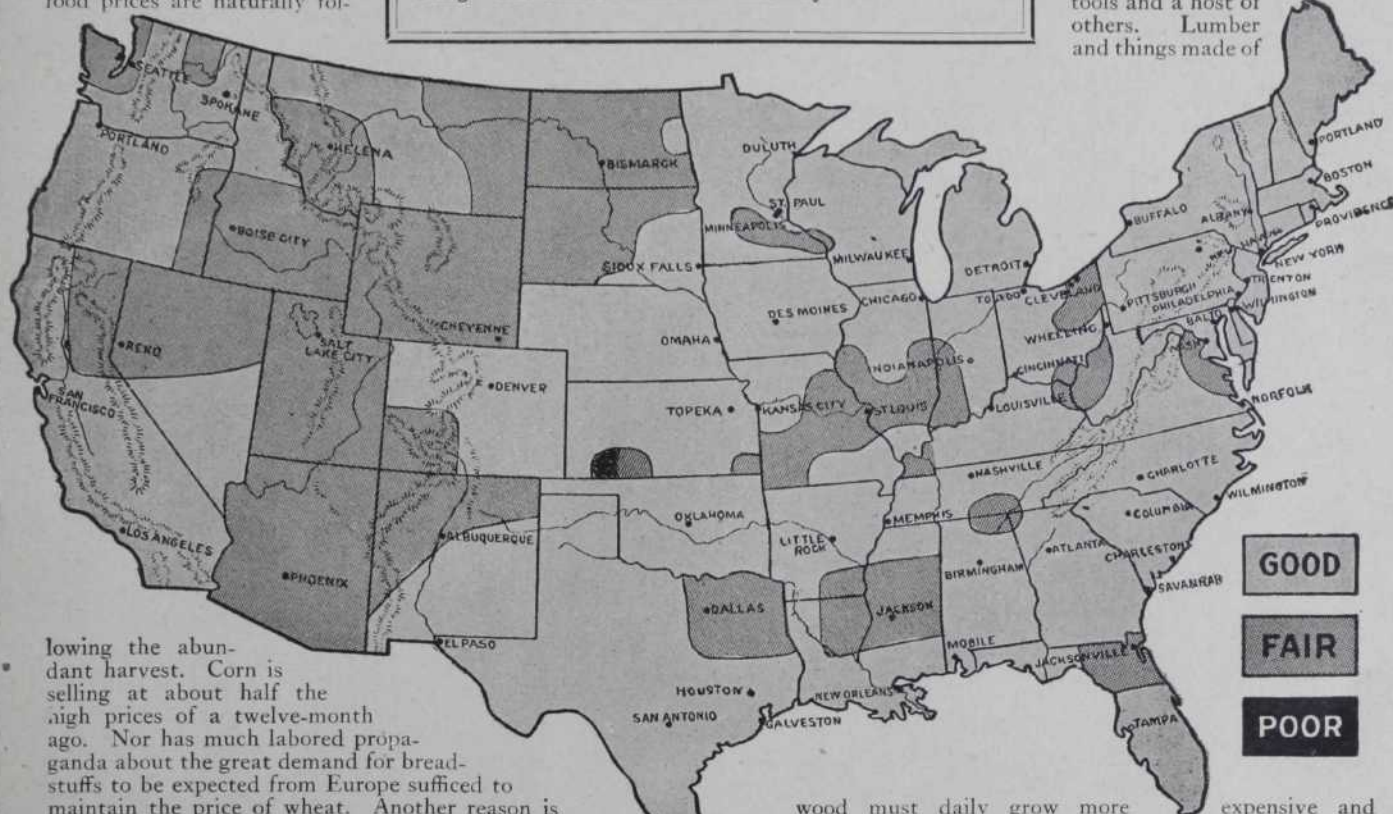 food prices are naturally fol-
tools and a host of
others. Lumber
and things made of
SEATTLE
SPOKANE
PORTLAND
HELENA
BISMARCK
DULUTH
ST. PAUL
MINNEAPOLIS
BOISE CITY
SIOUX FALLS
MILWAUKEE
DETROIT
BUFFALO
ALBANY
PORTLAND
BOSTON
PROVIDENCE
NEW YORK
TRENTON
WILMINGTON
PHILADELPHIA
PITTSBURGH
BALTO
WASH
CLEVELAND
TOLEDO
CHICAGO
DES MOINES
OMAHA
CHEYENNE
SALT
LAKE CITY
RENO
SAN
FRANCISCO
DENVER
TOPEKA
KANSAS CITY
ST LOUIS
INDIANAPOLIS
CINCINNATI
WHEELING
LOUISVILLE
NORFOLK
NASHVILLE
CHARLOTTE
WILMINGTON
COLUMBIA
CHARLESTON
SAVANNAH
ATLANTA
BIRMINGHAM
MEMPHIS
LITTLE
ROCK
OKLAHOMA
ALBUQUERQUE
LOS ANGELES
PHOENIX
EL PASO
DALLAS
JACKSON
MOBILE
JACKSONVILLE
TAMPA
NEW ORLEANS
HOUSTON
SAN ANTONIO
GALVESTON
GOOD
FAIR
POOR
lowing the abun-
dant harvest. Corn is
selling at about half the
high prices of a twelve-month
ago. Nor has much labored propa-
ganda about the great demand for bread-
stuffs to be expected from Europe sufficed to
maintain the price of wheat. Another reason is
wood must daily grow more expensive and